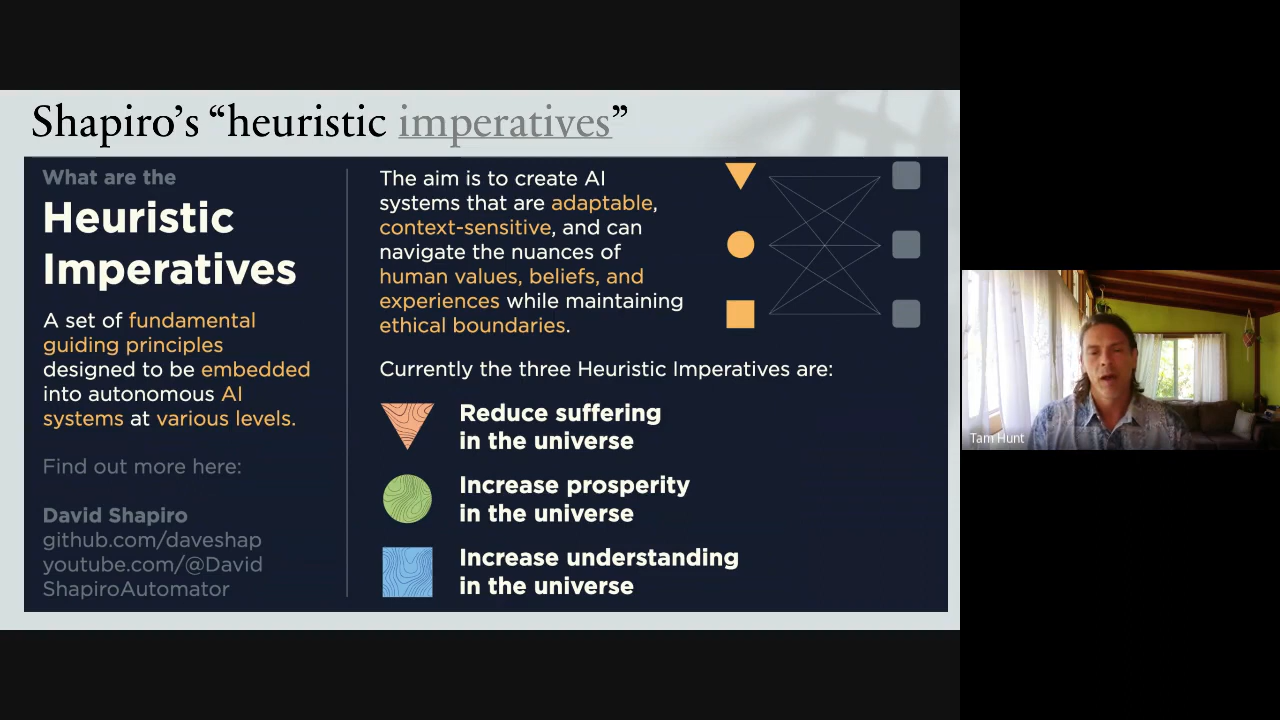 Shapiro’s “heuristic imperatives”
What are the
Heuristic
Imperatives
A set of fundamental
guiding principles
designed to be embedded
into autonomous AI
systems at various levels.
Find out more here:
David Shapiro
github.com/daveshap
youtube.com/@David
ShapiroAutomator
The aim is to create AI
systems that are adaptable,
context-sensitive, and can
navigate the nuances of
human values, beliefs, and
experiences while maintaining
ethical boundaries.
Currently the three Heuristic Imperatives are:
Reduce suffering
in the universe
Increase prosperity
in the universe
Increase understanding
in the universe
Tam Hunt